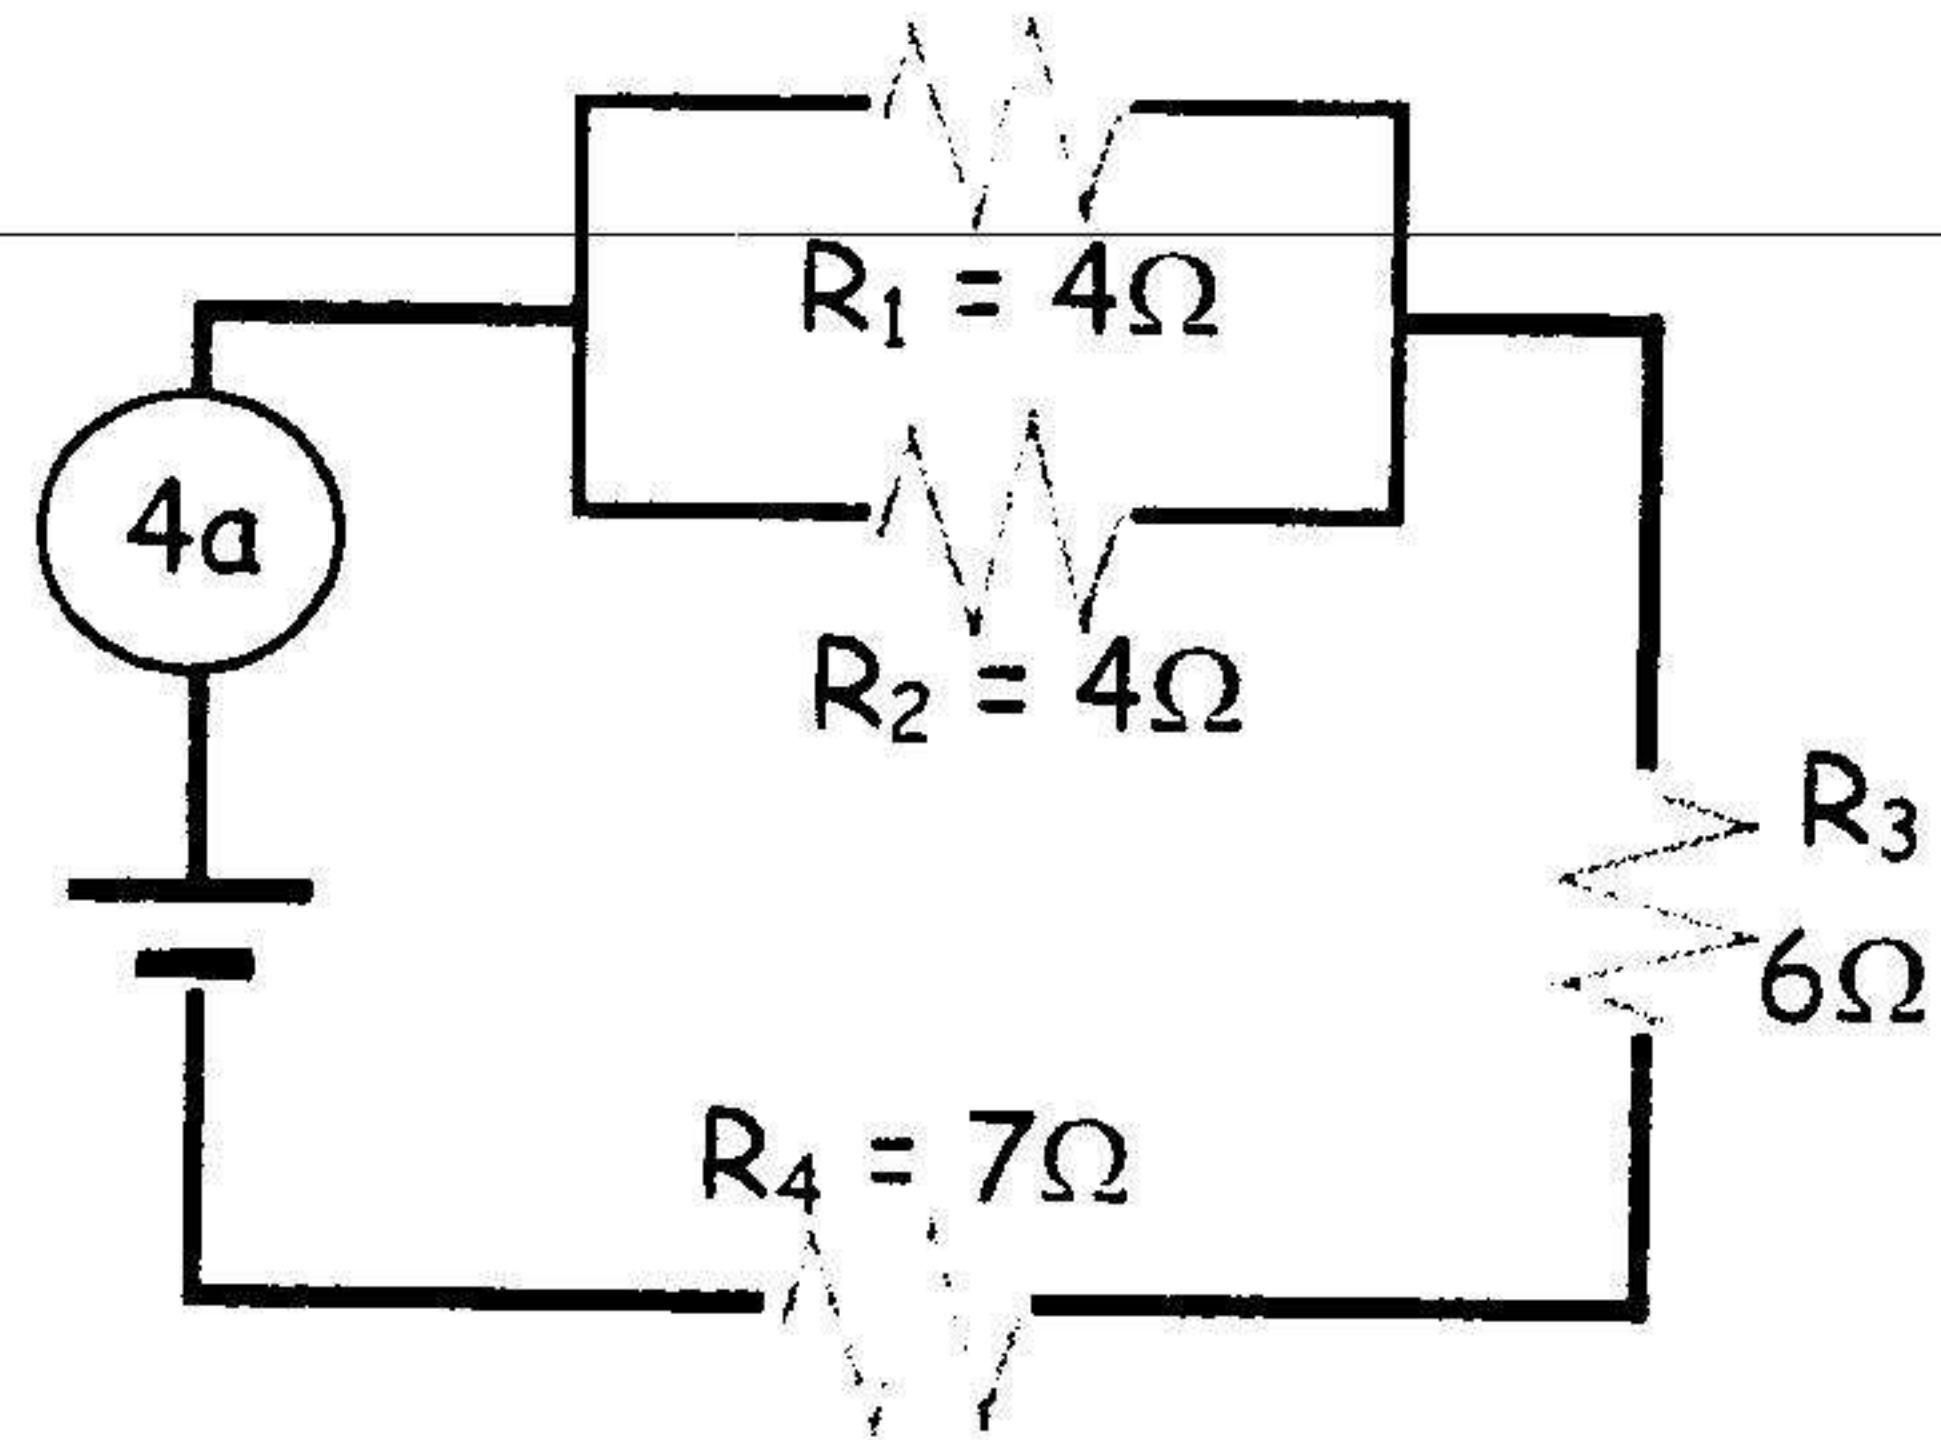 R₁ = 4Ω
4a
R₂ = 4Ω
R₃
6Ω
R₄ = 7Ω